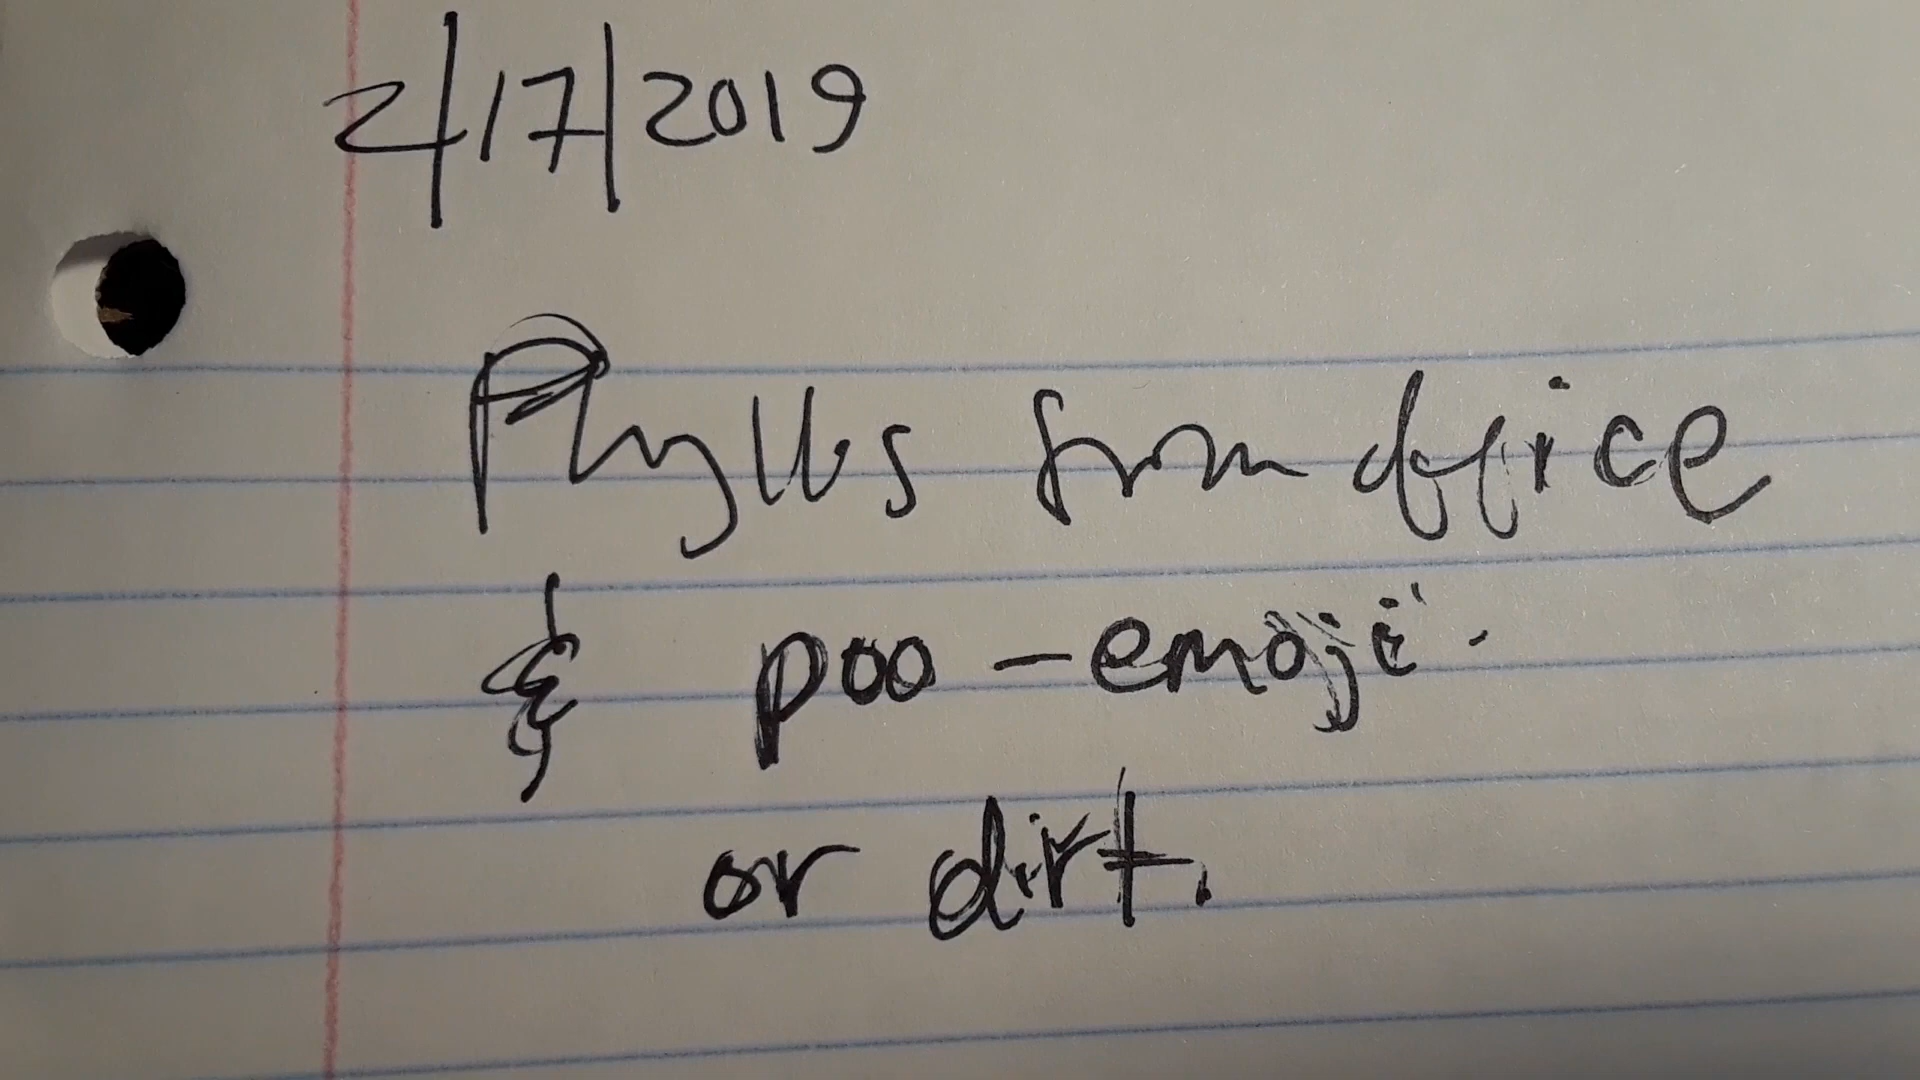 2/17/2019
Phyllis from office
& poo-emoji.
or dirt.